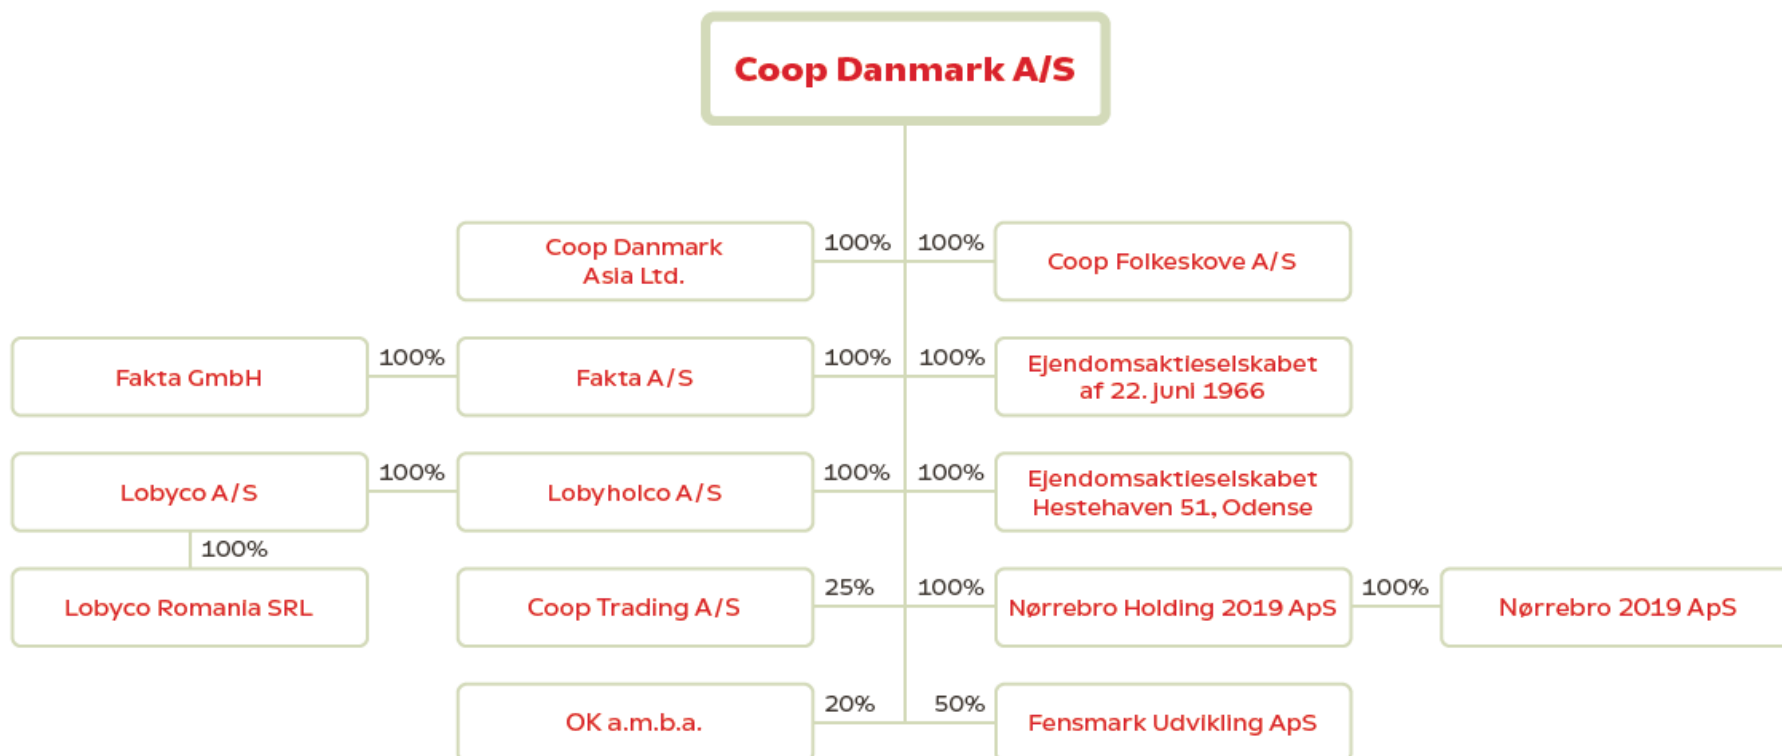 Coop Danmark A/S
Coop Danmark
Asia Ltd.
100%
100%
Coop Folkeskove A/S
Fakta GmbH
100%
Fakta A/S
100%
100%
Ejendomsaktieselskabet
af 22. juni 1966
Lobyco A/S
100%
Lobyholco A/S
100%
100%
Ejendomsaktieselskabet
Hestehaven 51, Odense
100%
Lobyco Romania SRL
Coop Trading A/S
25%
100%
Nørrebro Holding 2019 ApS
100%
Nørrebro 2019 ApS
OK a.m.b.a.
20%
50%
Fensmark Udvikling ApS